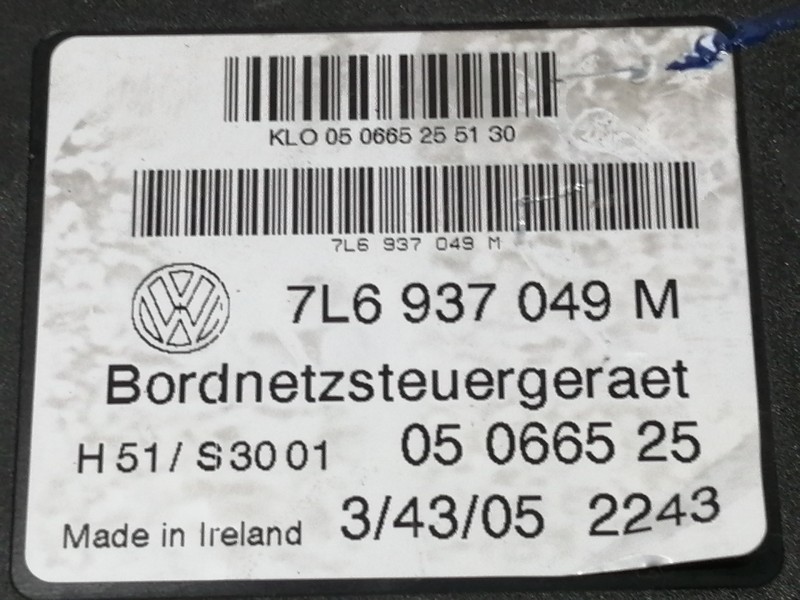 KLO 05 0665 25 51 30
7L6 937 049 M
7L6 937 049 M
Bordnetzsteuergeraet
H 51 / S 30 01 05 0665 25
Made in Ireland 3/43/05 2243